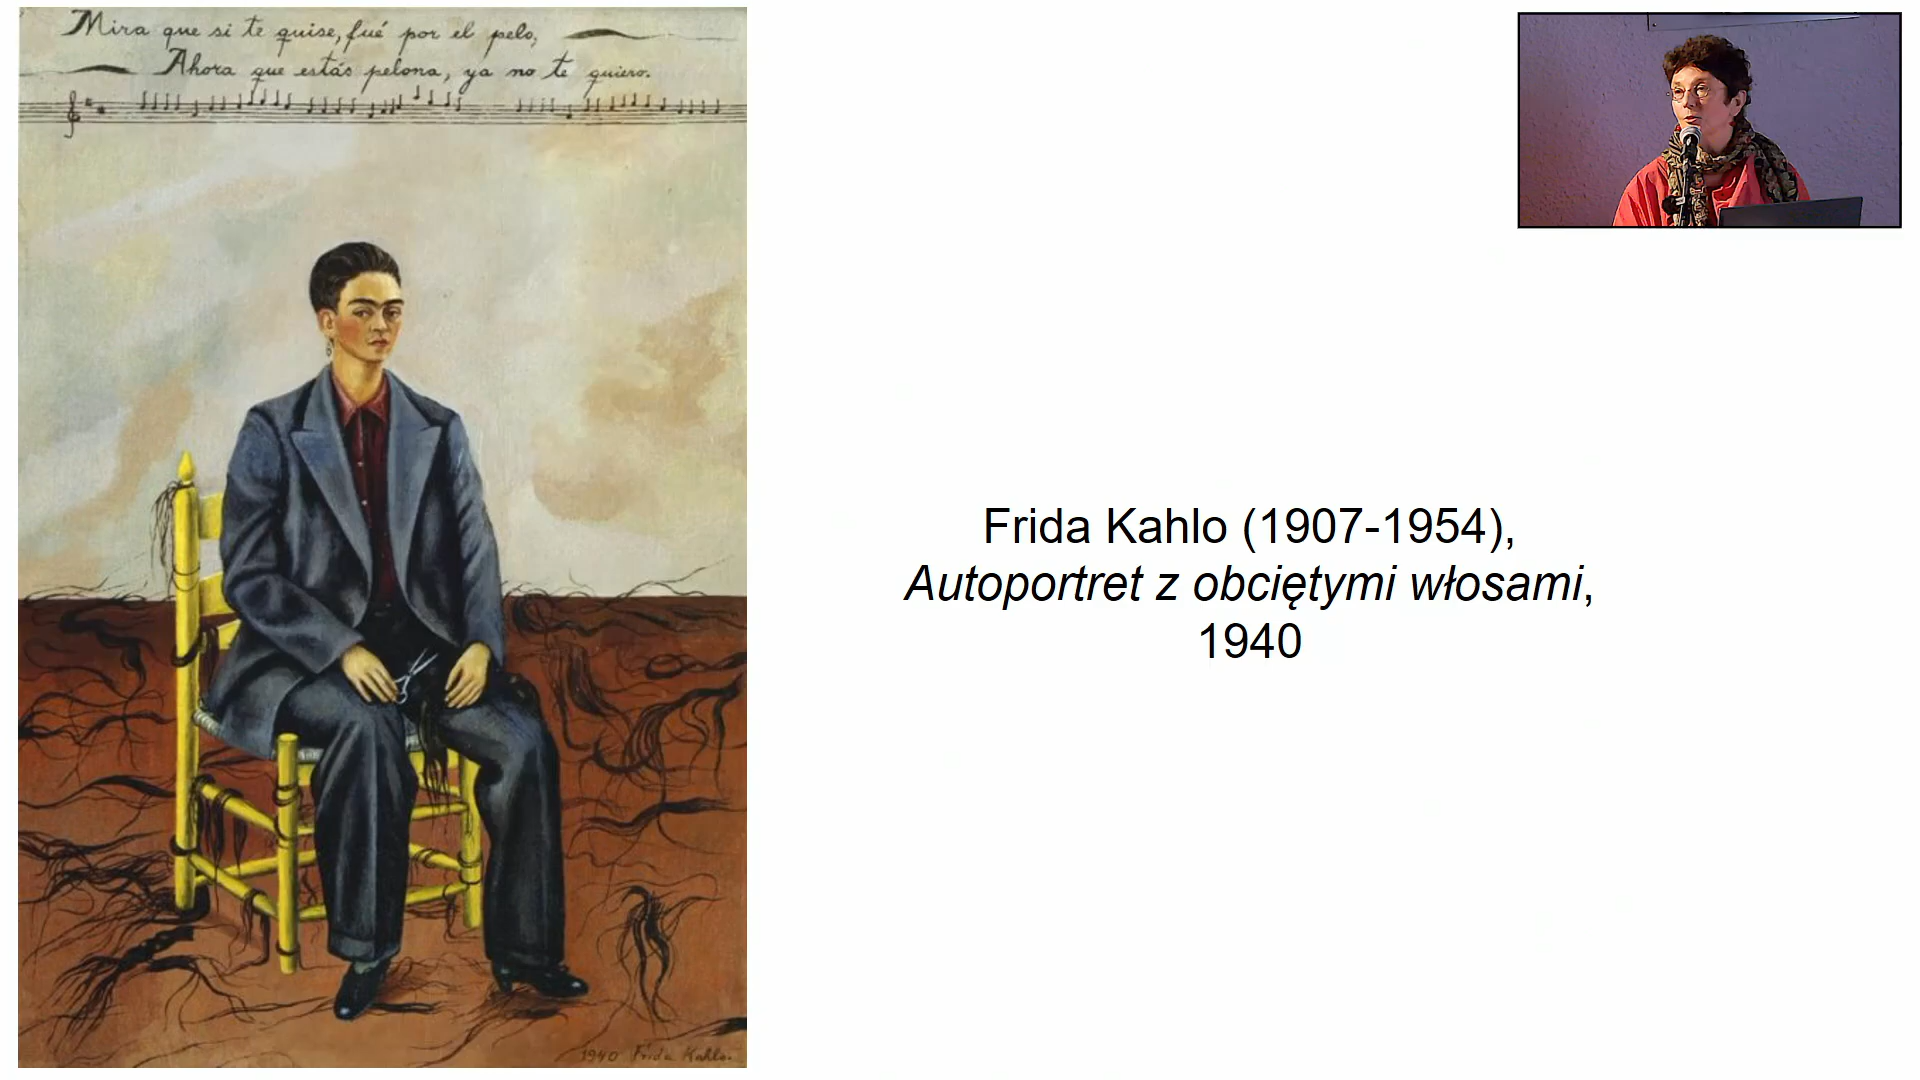 Mira que si te quise, fué por el pelo,
Ahora que estás pelona, ya no te quiero.
1940 Frida Kahlo.
Frida Kahlo (1907-1954),
Autoportret z obciętymi włosami,
1940